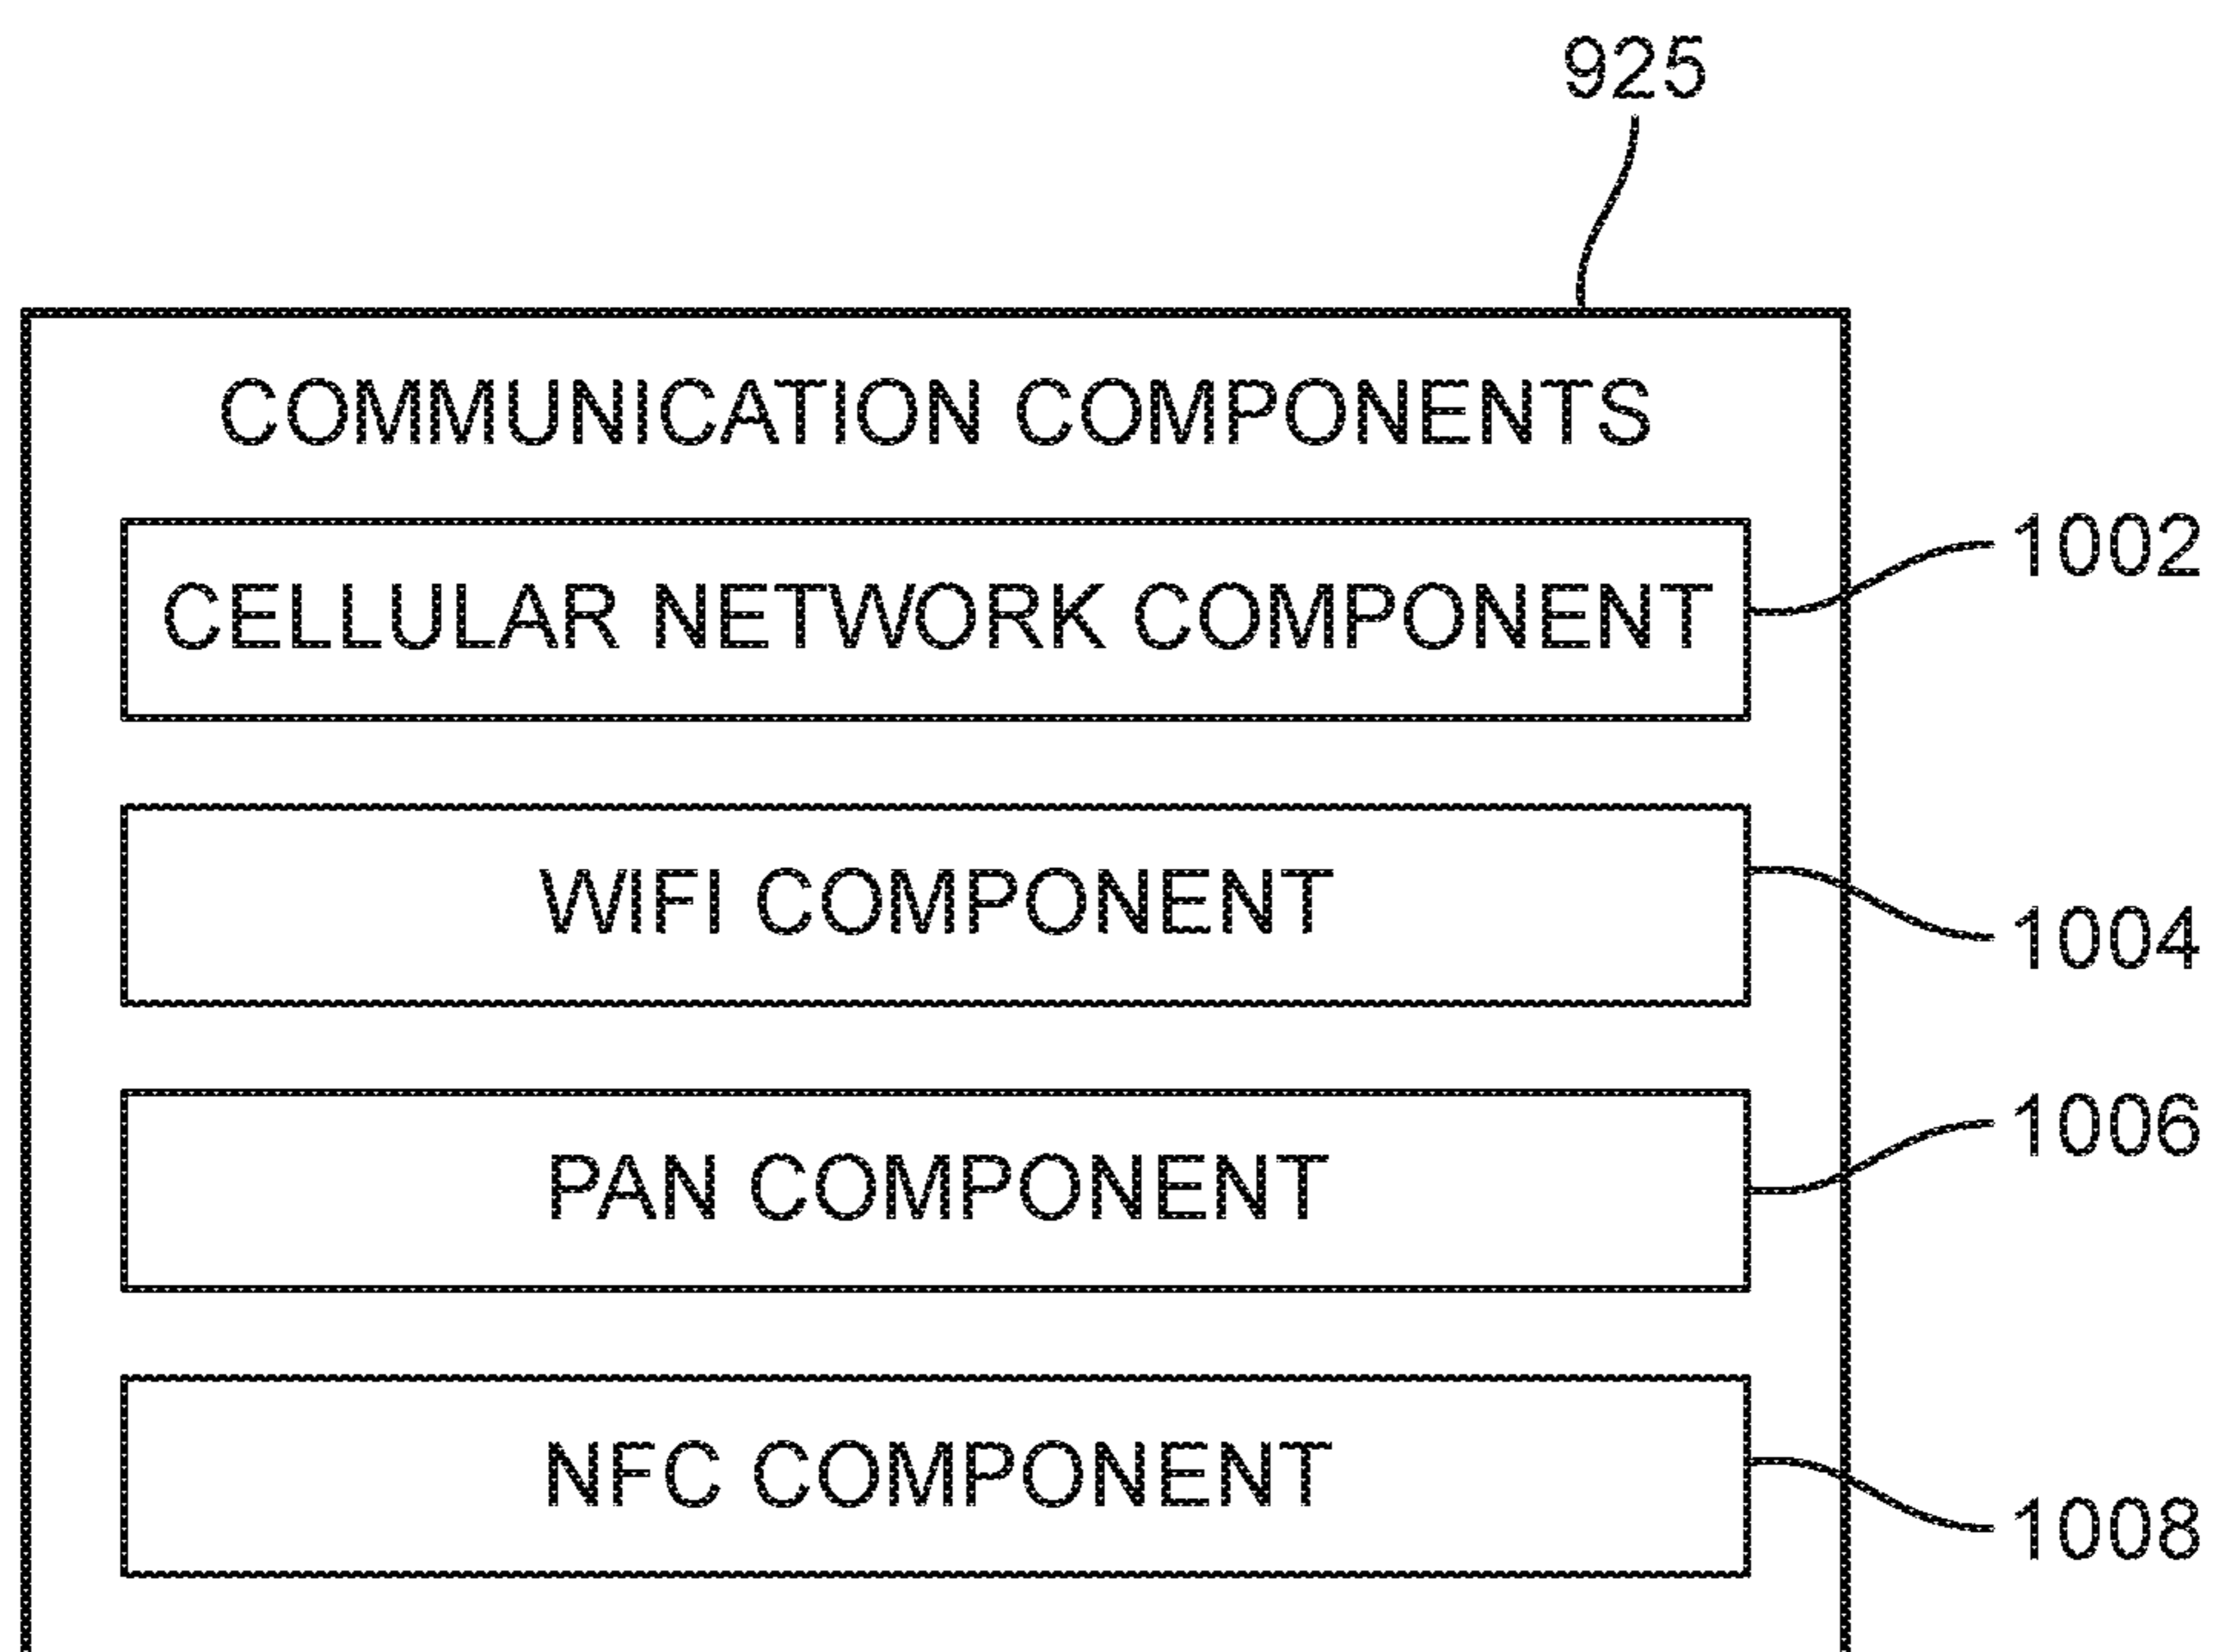 925
COMMUNICATION COMPONENTS
CELLULAR NETWORK COMPONENT
1002
WIFI COMPONENT
1004
PAN COMPONENT
1006
NFC COMPONENT
1008